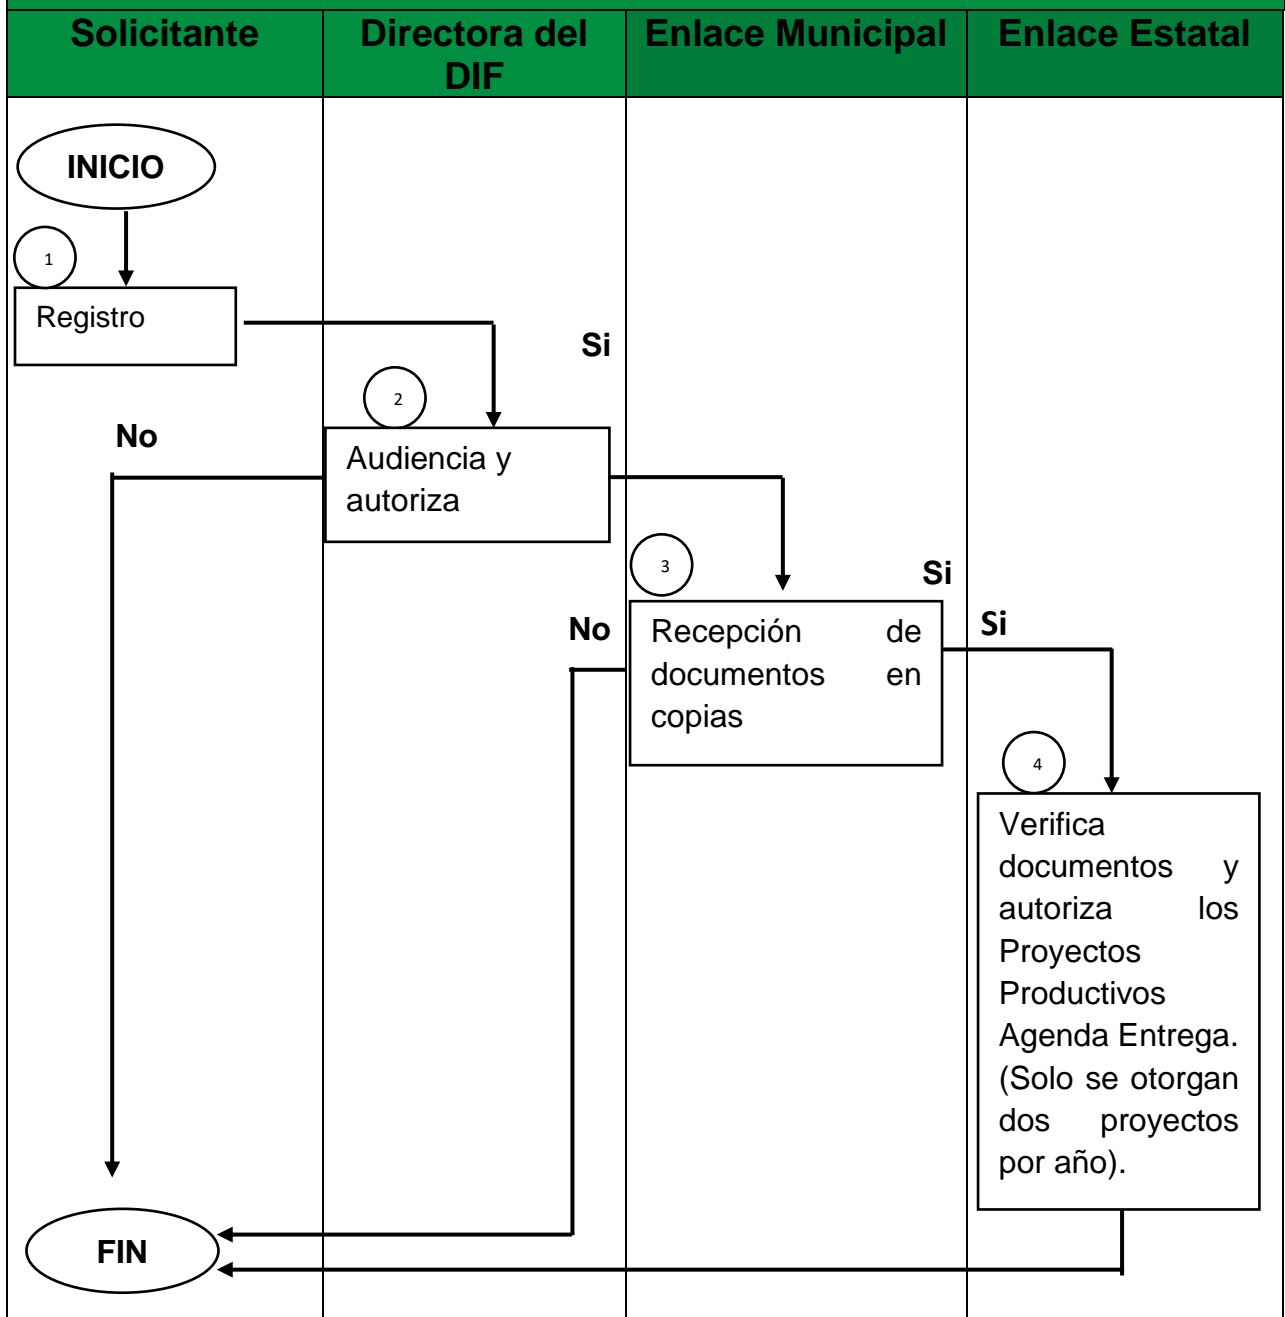 Solicitante
Directora del
DIF
Enlace Municipal
Enlace Estatal
INICIO
1
Registro
Si
2
No
Audiencia y
autoriza
3
Si
No
Recepción de
documentos en
copias
Si
4
Verifica
documentos y
autoriza los
Proyectos
Productivos
Agenda Entrega.
(Solo se otorgan
dos proyectos
por año).
FIN